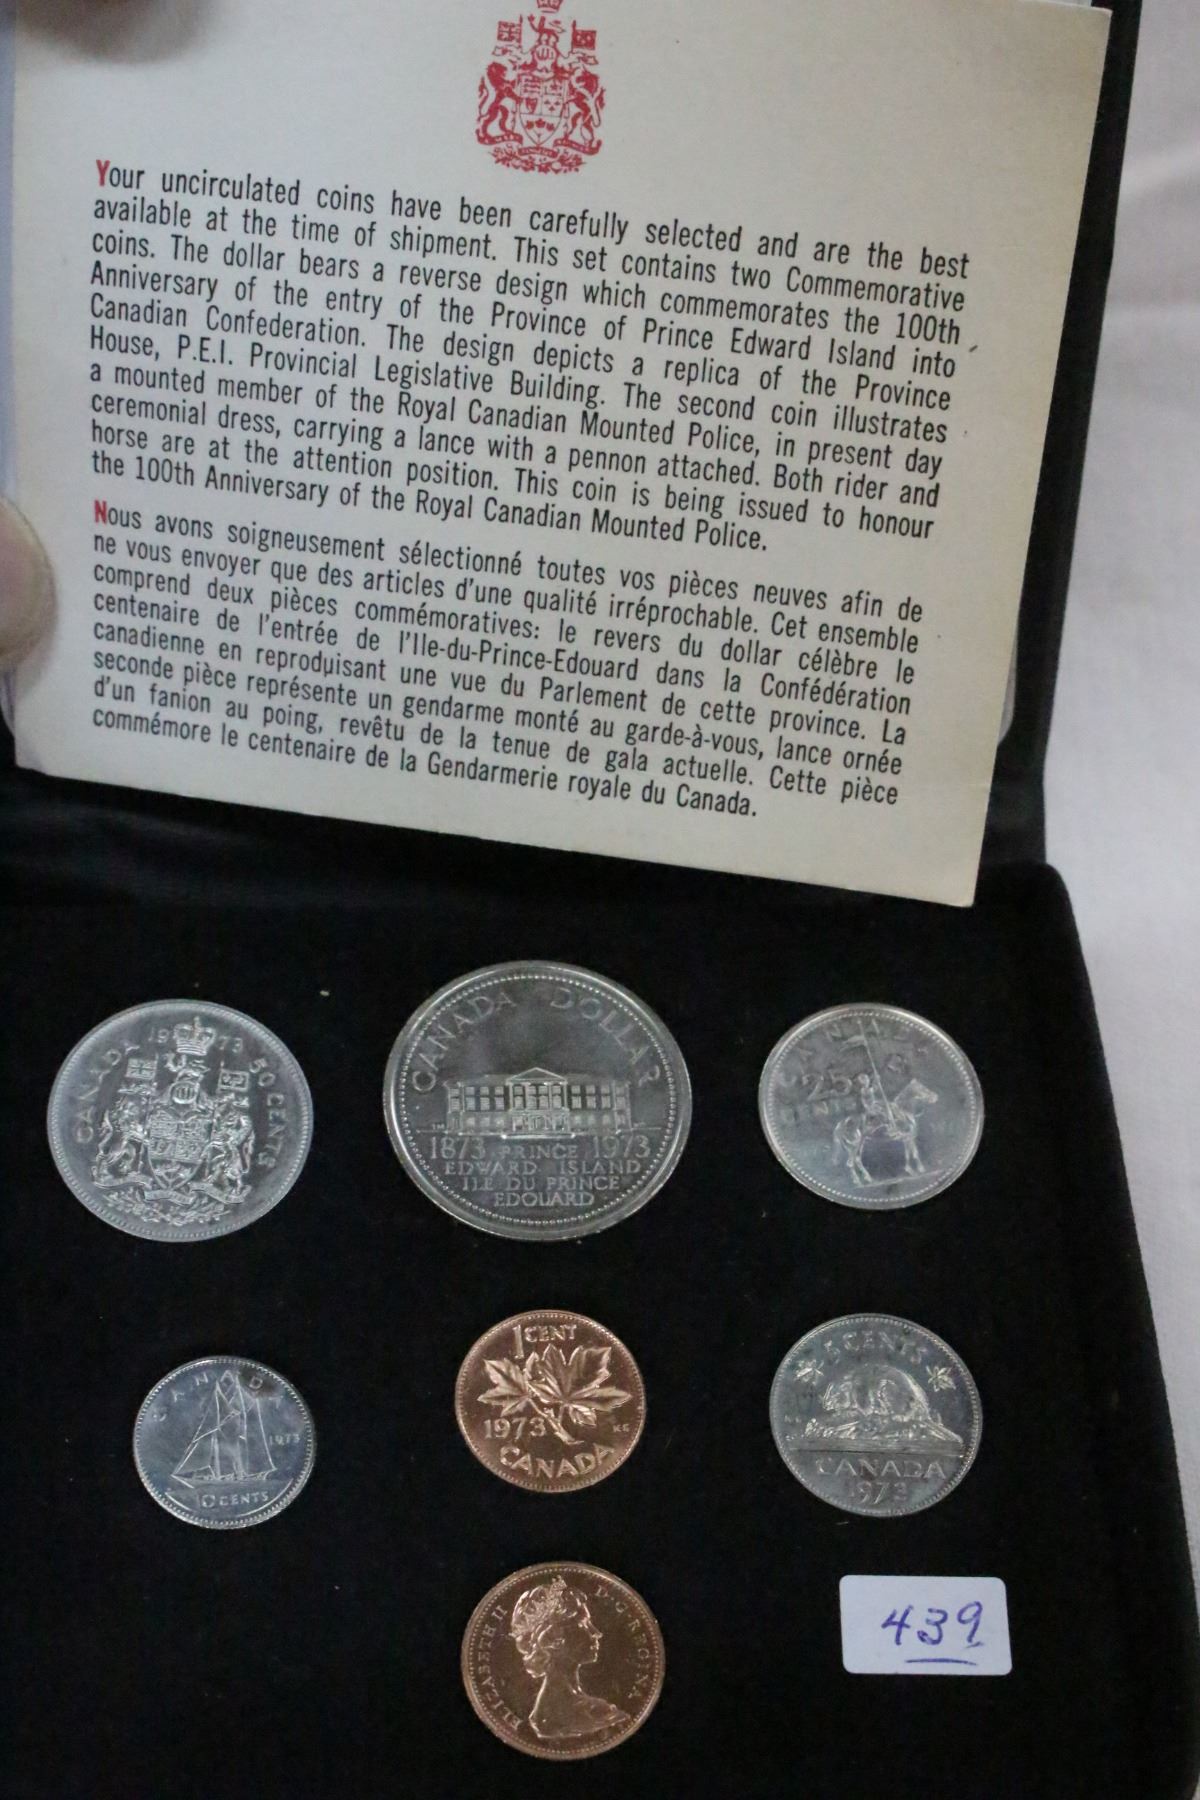 Your uncirculated coins have been carefully selected and are the best
available at the time of shipment. This set contains two Commemorative
coins. The dollar bears a reverse design which commemorates the 100th
Anniversary of the entry of the Province of Prince Edward Island into
Canadian Confederation. The design depicts a replica of the Province
House, P.E.I. Provincial Legislative Building. The second coin illustrates
a mounted member of the Royal Canadian Mounted Police, in present day
ceremonial dress, carrying a lance with a pennon attached. Both rider and
horse are at the attention position. This coin is being issued to honour
the 100th Anniversary of the Royal Canadian Mounted Police.
Nous avons soigneusement sélectionné toutes vos pièces neuves afin de
ne vous envoyer que des articles d'une qualité irréprochable. Cet ensemble
comprend deux pièces commémoratives: le revers du dollar célèbre le
centenaire de l'entrée de l'Ile-du-Prince-Edouard dans la Confédération
canadienne en reproduisant une vue du Parlement de cette province. La
seconde pièce représente un gendarme monté au garde-à-vous, lance ornée
d'un fanion au poing, revêtu de la tenue de gala actuelle. Cette pièce
commémore le centenaire de la Gendarmerie royale du Canada.
CANADA 1973 50 CENTS
CANADA DOLLAR
1873 PRINCE 1973
EDWARD ISLAND
ILE DU PRINCE
EDOUARD
CANADA
25
CENTS
CANADA
1973
10 CENTS
1 CENT
1973
KG
CANADA
5 CENTS
CANADA
1973
ELIZABETH II D·G·REGINA
439